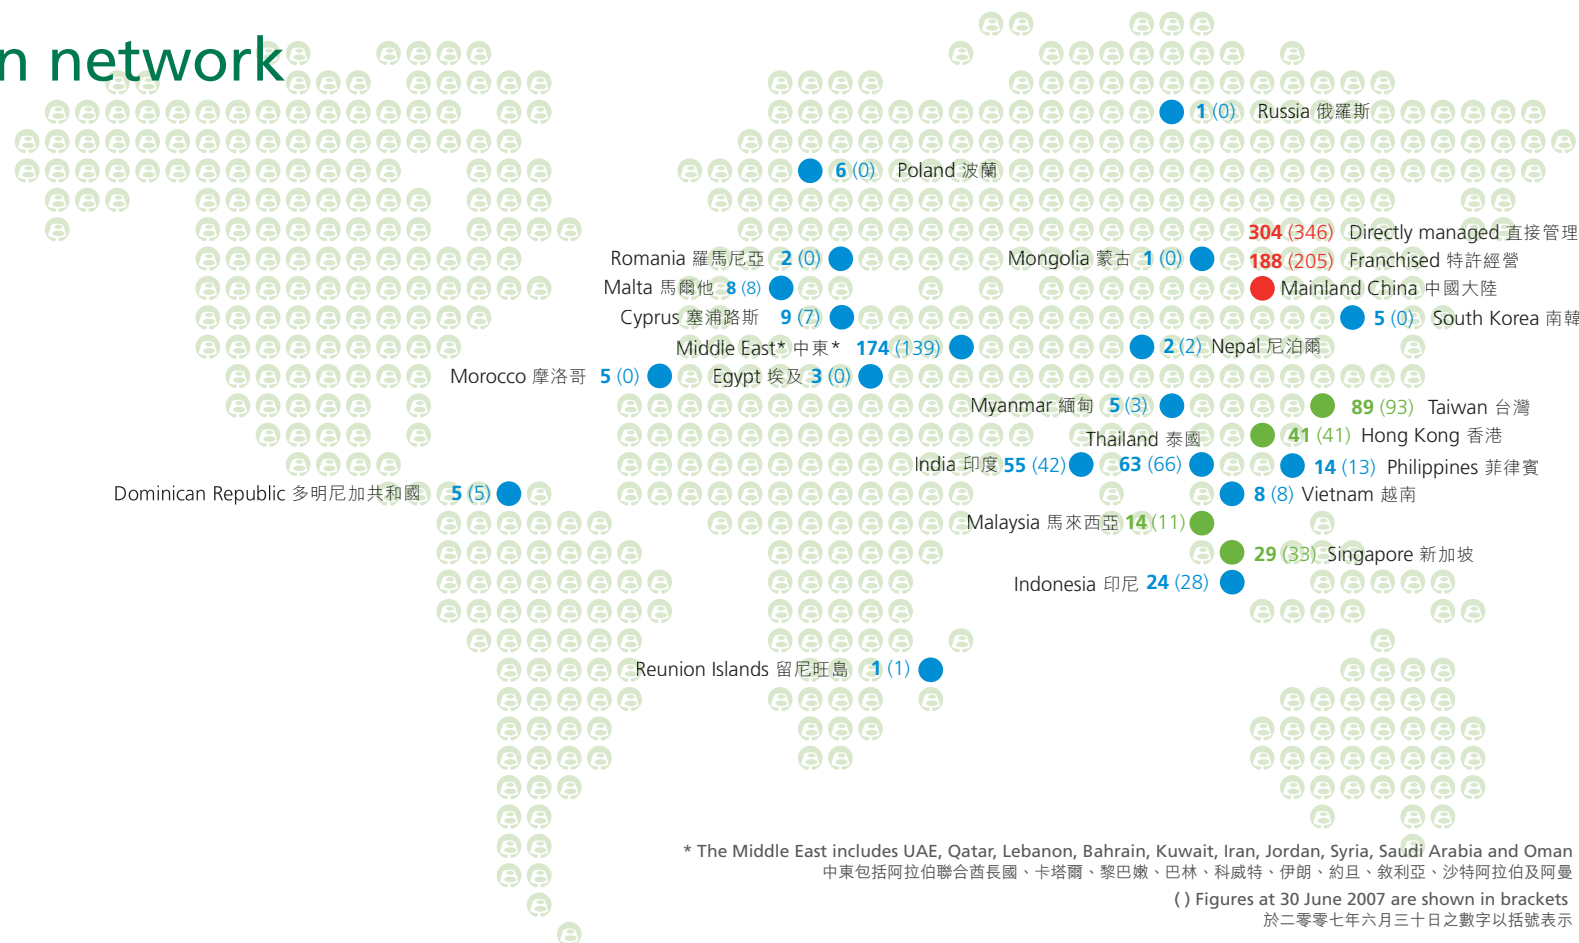 n network
1 (0) Russia 俄羅斯
6 (0) Poland 波蘭
304 (346) Directly managed 直接管理
Romania 羅馬尼亞 2 (0)
Mongolia 蒙古 1 (0)
188 (205) Franchised 特許經營
Malta 馬爾他 8 (8)
Mainland China 中國大陸
Cyprus 塞浦路斯 9 (7)
5 (0) South Korea 南韓
Middle East* 中東* 174 (139)
2 (2) Nepal 尼泊爾
Morocco 摩洛哥 5 (0)
Egypt 埃及 3 (0)
Myanmar 緬甸 5 (3)
89 (93) Taiwan 台灣
Thailand 泰國
41 (41) Hong Kong 香港
India 印度 55 (42)
63 (66)
14 (13) Philippines 菲律賓
Dominican Republic 多明尼加共和國 5 (5)
8 (8) Vietnam 越南
Malaysia 馬來西亞 14 (11)
29 (33) Singapore 新加坡
Indonesia 印尼 24 (28)
Reunion Islands 留尼旺島 1 (1)
* The Middle East includes UAE, Qatar, Lebanon, Bahrain, Kuwait, Iran, Jordan, Syria, Saudi Arabia and Oman
中東包括阿拉伯聯合酋長國、卡塔爾、黎巴嫩、巴林、科威特、伊朗、約旦、敘利亞、沙特阿拉伯及阿曼
( ) Figures at 30 June 2007 are shown in brackets
於二零零七年六月三十日之數字以括號表示